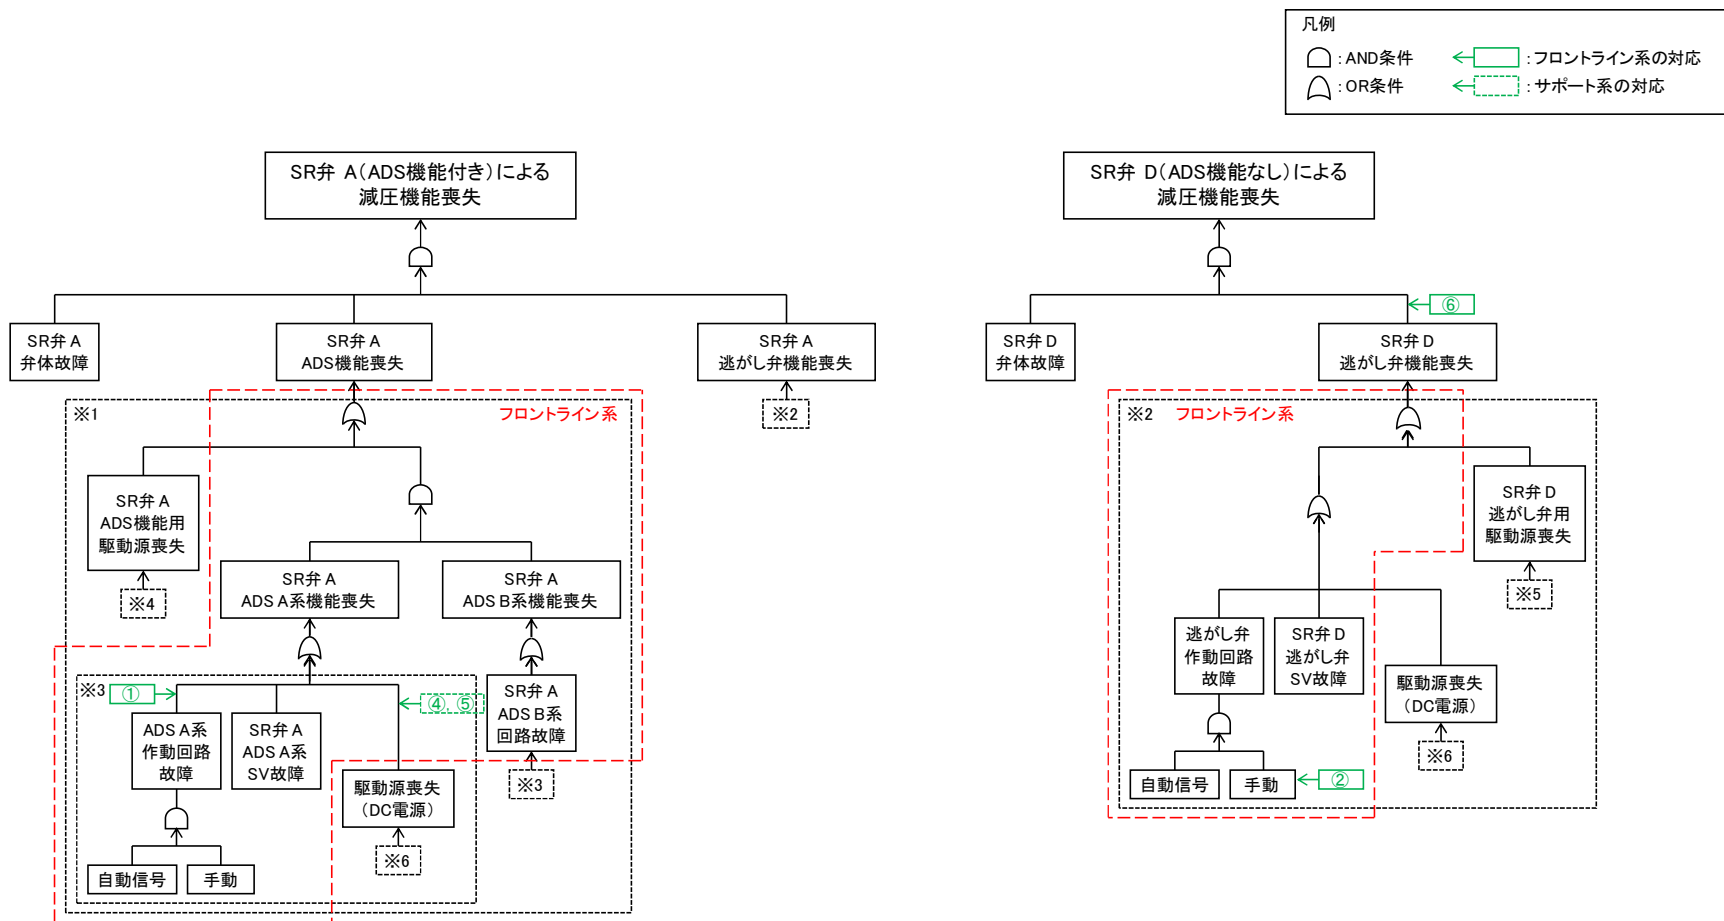 凡例
:AND条件
:フロントライン系の対応
:OR条件
:サポート系の対応
SR弁 A(ADS機能付き)による
減圧機能喪失
SR弁 D(ADS機能なし)による
減圧機能喪失
SR弁 A
弁体故障
SR弁 A
ADS機能喪失
SR弁 A
逃がし弁機能喪失
※2
※1
フロントライン系
SR弁 A
ADS機能用
駆動源喪失
※4
SR弁 A
ADS A系機能喪失
SR弁 A
ADS B系機能喪失
※3
①
④, ⑤
ADS A系
作動回路
故障
SR弁 A
ADS A系
SV故障
SR弁 A
ADS B系
回路故障
※3
駆動源喪失
(DC電源)
※6
自動信号
手動
⑥
SR弁 D
弁体故障
SR弁 D
逃がし弁機能喪失
※2
フロントライン系
SR弁 D
逃がし弁用
駆動源喪失
※5
逃がし弁
作動回路
故障
SR弁 D
逃がし弁
SV故障
駆動源喪失
(DC電源)
※6
自動信号
手動
②